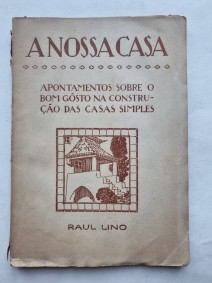 A NOSSA CASA
APONTAMENTOS SOBRE O
BOM GÔSTO NA CONSTRU-
ÇÃO DAS CASAS SIMPLES
RAUL LINO